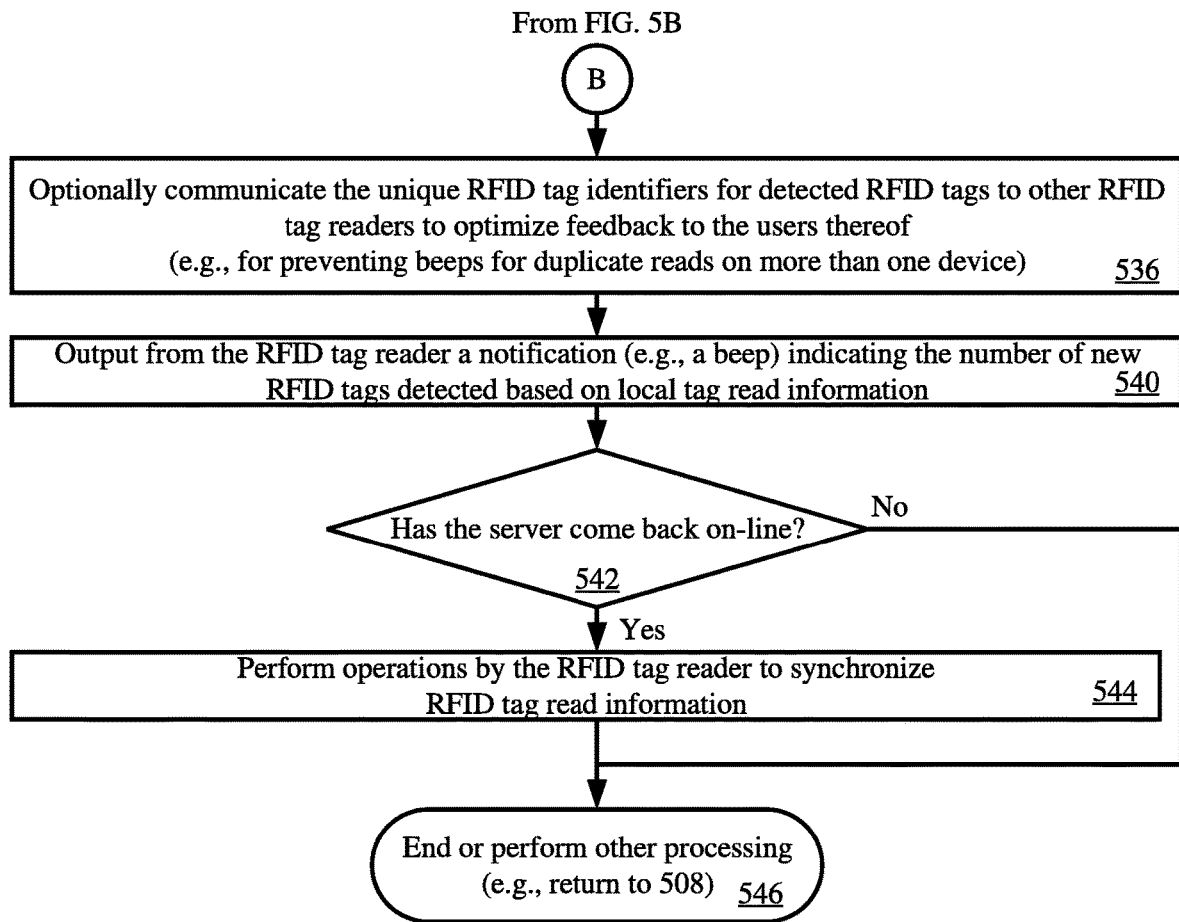 From FIG. 5B
B
Optionally communicate the unique RFID tag identifiers for detected RFID tags to other RFID
tag readers to optimize feedback to the users thereof
(e.g., for preventing beeps for duplicate reads on more than one device)
536
Output from the RFID tag reader a notification (e.g., a beep) indicating the number of new
RFID tags detected based on local tag read information
540
Has the server come back on-line?
542
No
Yes
Perform operations by the RFID tag reader to synchronize
RFID tag read information
544
End or perform other processing
(e.g., return to 508)
546